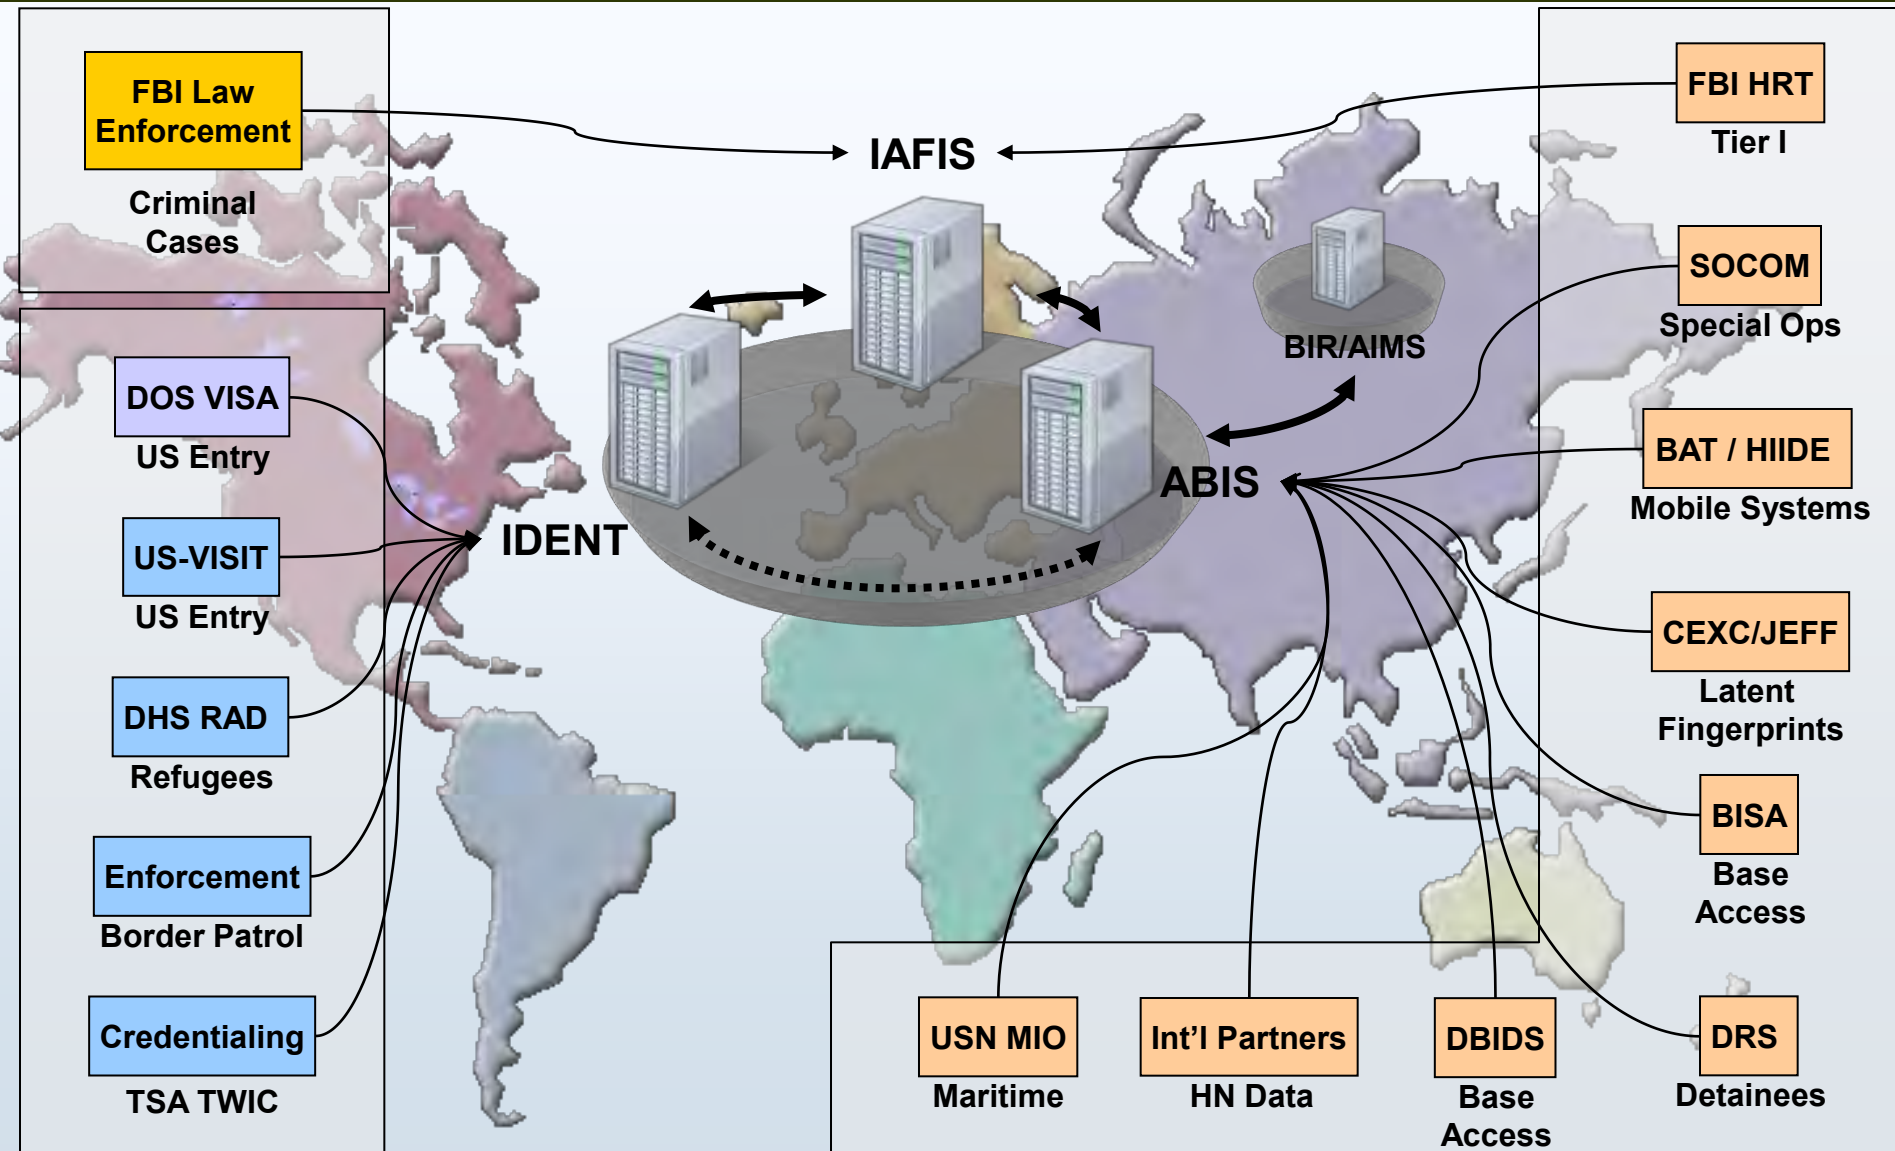 FBI Law
Enforcement
Criminal
Cases
DOS VISA
US Entry
US-VISIT
US Entry
DHS RAD
Refugees
Enforcement
Border Patrol
Credentialing
TSA TWIC
IAFIS
IDENT
ABIS
BIR/AIMS
FBI HRT
Tier I
SOCOM
Special Ops
BAT / HIIDE
Mobile Systems
CEXC/JEFF
Latent
Fingerprints
BISA
Base
Access
USN MIO
Maritime
Int'l Partners
HN Data
DBIDS
Base
Access
DRS
Detainees